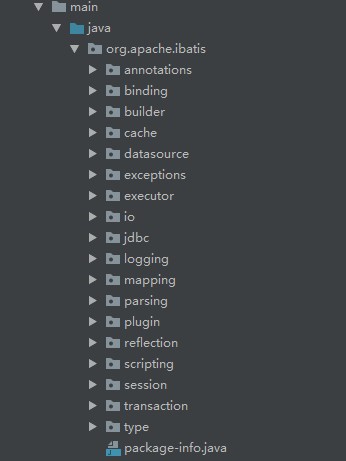 main
java
org.apache.ibatis
annotations
binding
builder
cache
datasource
exceptions
executor
io
jdbc
logging
mapping
parsing
plugin
reflection
scripting
session
transaction
type
package-info.java